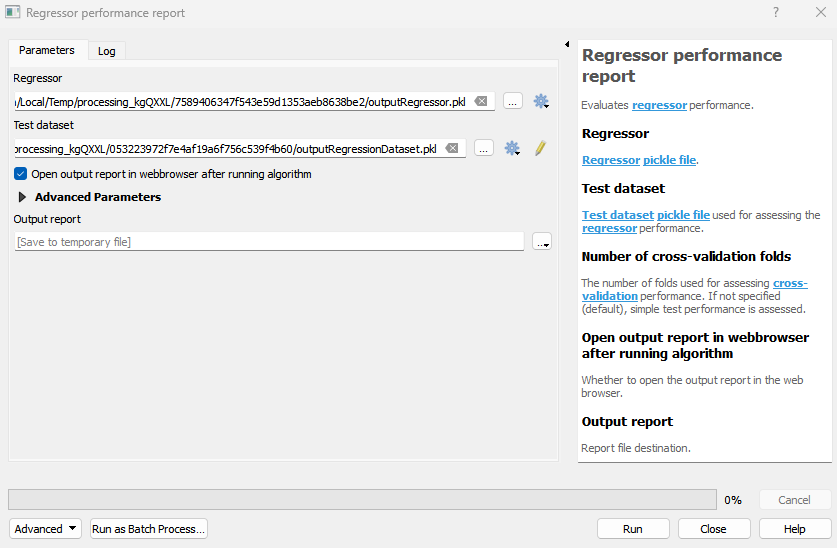 Regressor performance report
?
Parameters
Log
Regressor
ı/Local/Temp/processing_kgQXXL/7589406347f543e59d1353aeb8638be2/outputRegressor.pkl
...
Test dataset
processing_kgQXXL/053223972f7e4af19a6f756c539f4b60/outputRegressionDataset.pkl
...
Open output report in webbrowser after running algorithm
Advanced Parameters
Output report
[Save to temporary file]
...
Regressor performance
report
Evaluates regressor performance.
Regressor
Regressor pickle file.
Test dataset
Test dataset pickle file used for assessing the
regressor performance.
Number of cross-validation folds
The number of folds used for assessing cross-
validation performance. If not specified
(default), simple test performance is assessed.
Open output report in webbrowser
after running algorithm
Whether to open the output report in the web
browser.
Output report
Report file destination.
0%
Cancel
Advanced
Run as Batch Process...
Run
Close
Help